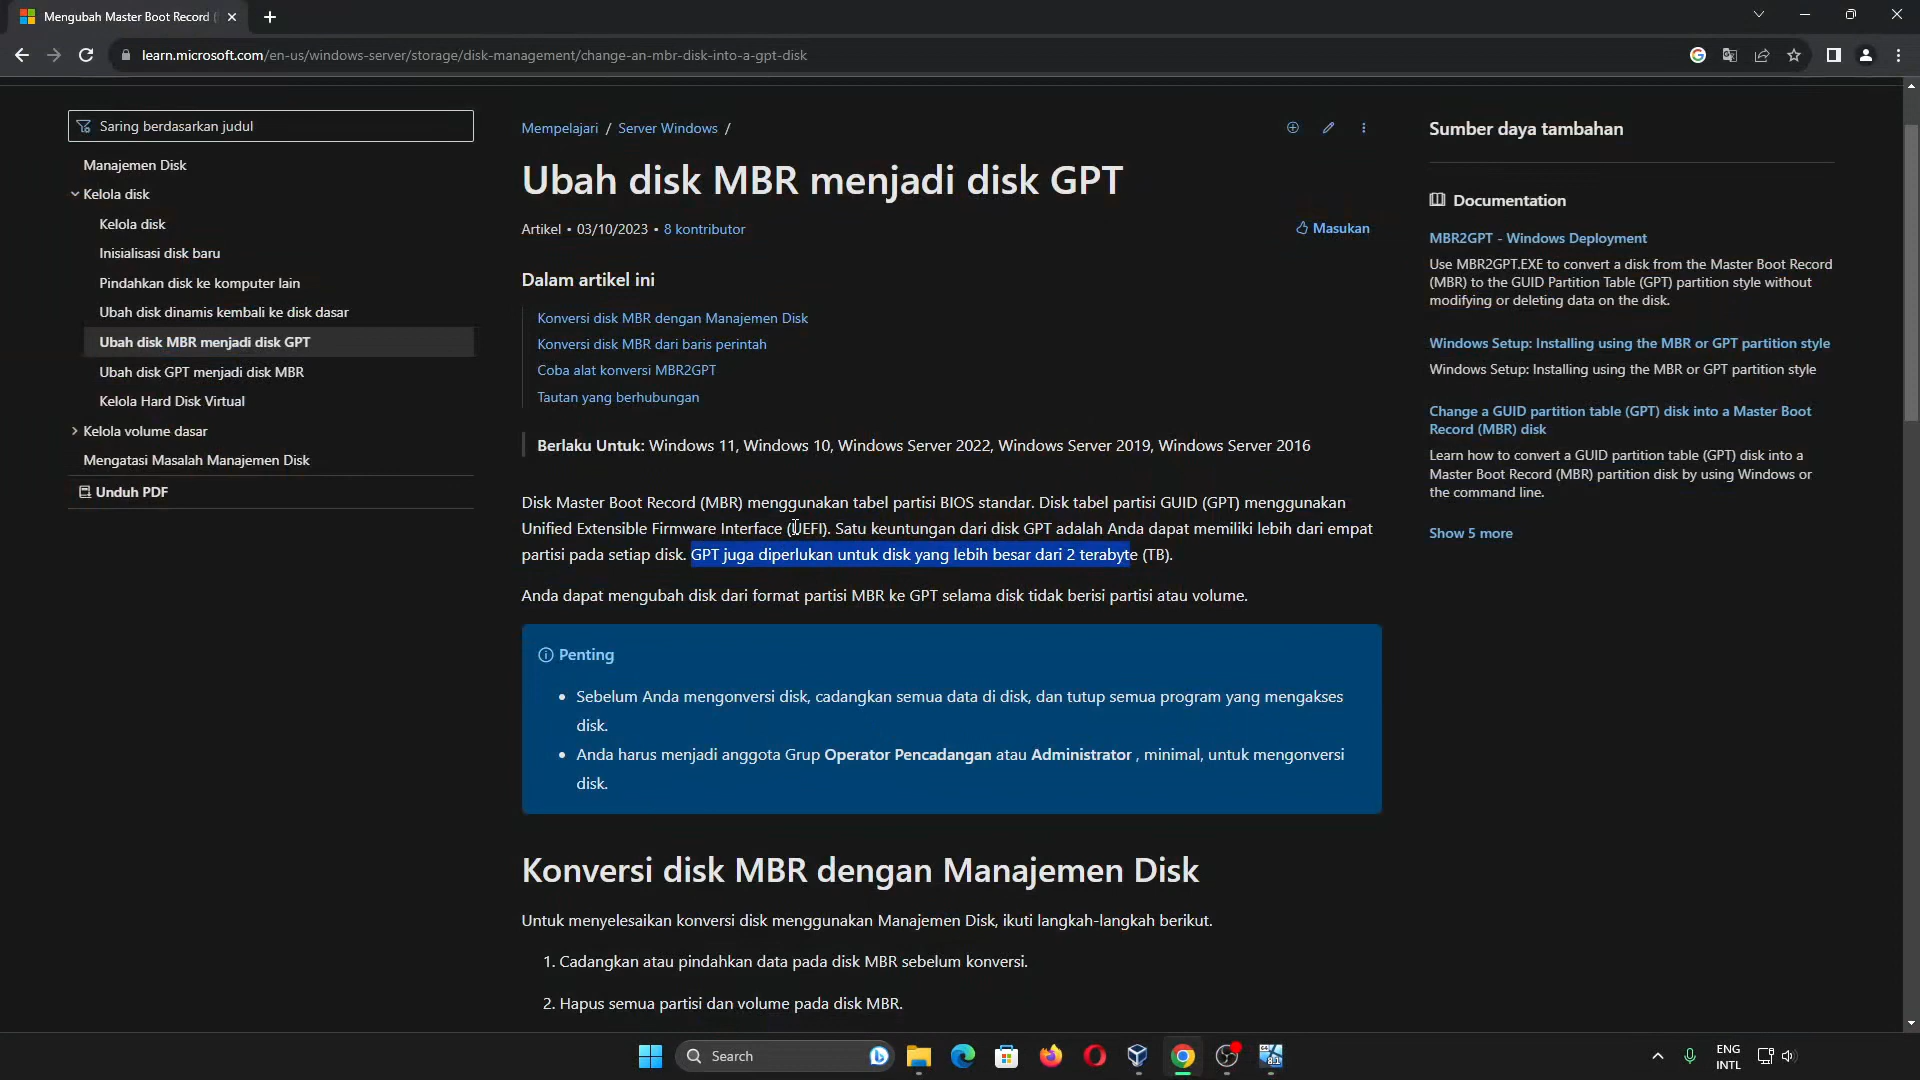 Mengubah Master Boot Record (
learn.microsoft.com/en-us/windows-server/storage/disk-management/change-an-mbr-disk-into-a-gpt-disk
Saring berdasarkan judul
Manajemen Disk
Kelola disk
Kelola disk
Inisialisasi disk baru
Pindahkan disk ke komputer lain
Ubah disk dinamis kembali ke disk dasar
Ubah disk MBR menjadi disk GPT
Ubah disk GPT menjadi disk MBR
Kelola Hard Disk Virtual
Kelola volume dasar
Mengatasi Masalah Manajemen Disk
Unduh PDF
Mempelajari / Server Windows /
Ubah disk MBR menjadi disk GPT
Artikel • 03/10/2023 • 8 kontributor
Masukan
Dalam artikel ini
Konversi disk MBR dengan Manajemen Disk
Konversi disk MBR dari baris perintah
Coba alat konversi MBR2GPT
Tautan yang berhubungan
Berlaku Untuk: Windows 11, Windows 10, Windows Server 2022, Windows Server 2019, Windows Server 2016
Disk Master Boot Record (MBR) menggunakan tabel partisi BIOS standar. Disk tabel partisi GUID (GPT) menggunakan
Unified Extensible Firmware Interface (UEFI). Satu keuntungan dari disk GPT adalah Anda dapat memiliki lebih dari empat
partisi pada setiap disk. GPT juga diperlukan untuk disk yang lebih besar dari 2 terabyte (TB).
Anda dapat mengubah disk dari format partisi MBR ke GPT selama disk tidak berisi partisi atau volume.
Penting
• Sebelum Anda mengonversi disk, cadangkan semua data di disk, dan tutup semua program yang mengakses
disk.
• Anda harus menjadi anggota Grup Operator Pencadangan atau Administrator , minimal, untuk mengonversi
disk.
Konversi disk MBR dengan Manajemen Disk
Untuk menyelesaikan konversi disk menggunakan Manajemen Disk, ikuti langkah-langkah berikut.
1. Cadangkan atau pindahkan data pada disk MBR sebelum konversi.
2. Hapus semua partisi dan volume pada disk MBR.
Sumber daya tambahan
Documentation
MBR2GPT - Windows Deployment
Use MBR2GPT.EXE to convert a disk from the Master Boot Record
(MBR) to the GUID Partition Table (GPT) partition style without
modifying or deleting data on the disk.
Windows Setup: Installing using the MBR or GPT partition style
Windows Setup: Installing using the MBR or GPT partition style
Change a GUID partition table (GPT) disk into a Master Boot
Record (MBR) disk
Learn how to convert a GUID partition table (GPT) disk into a
Master Boot Record (MBR) partition disk by using Windows or
the command line.
Show 5 more
Search
ENG
INTL